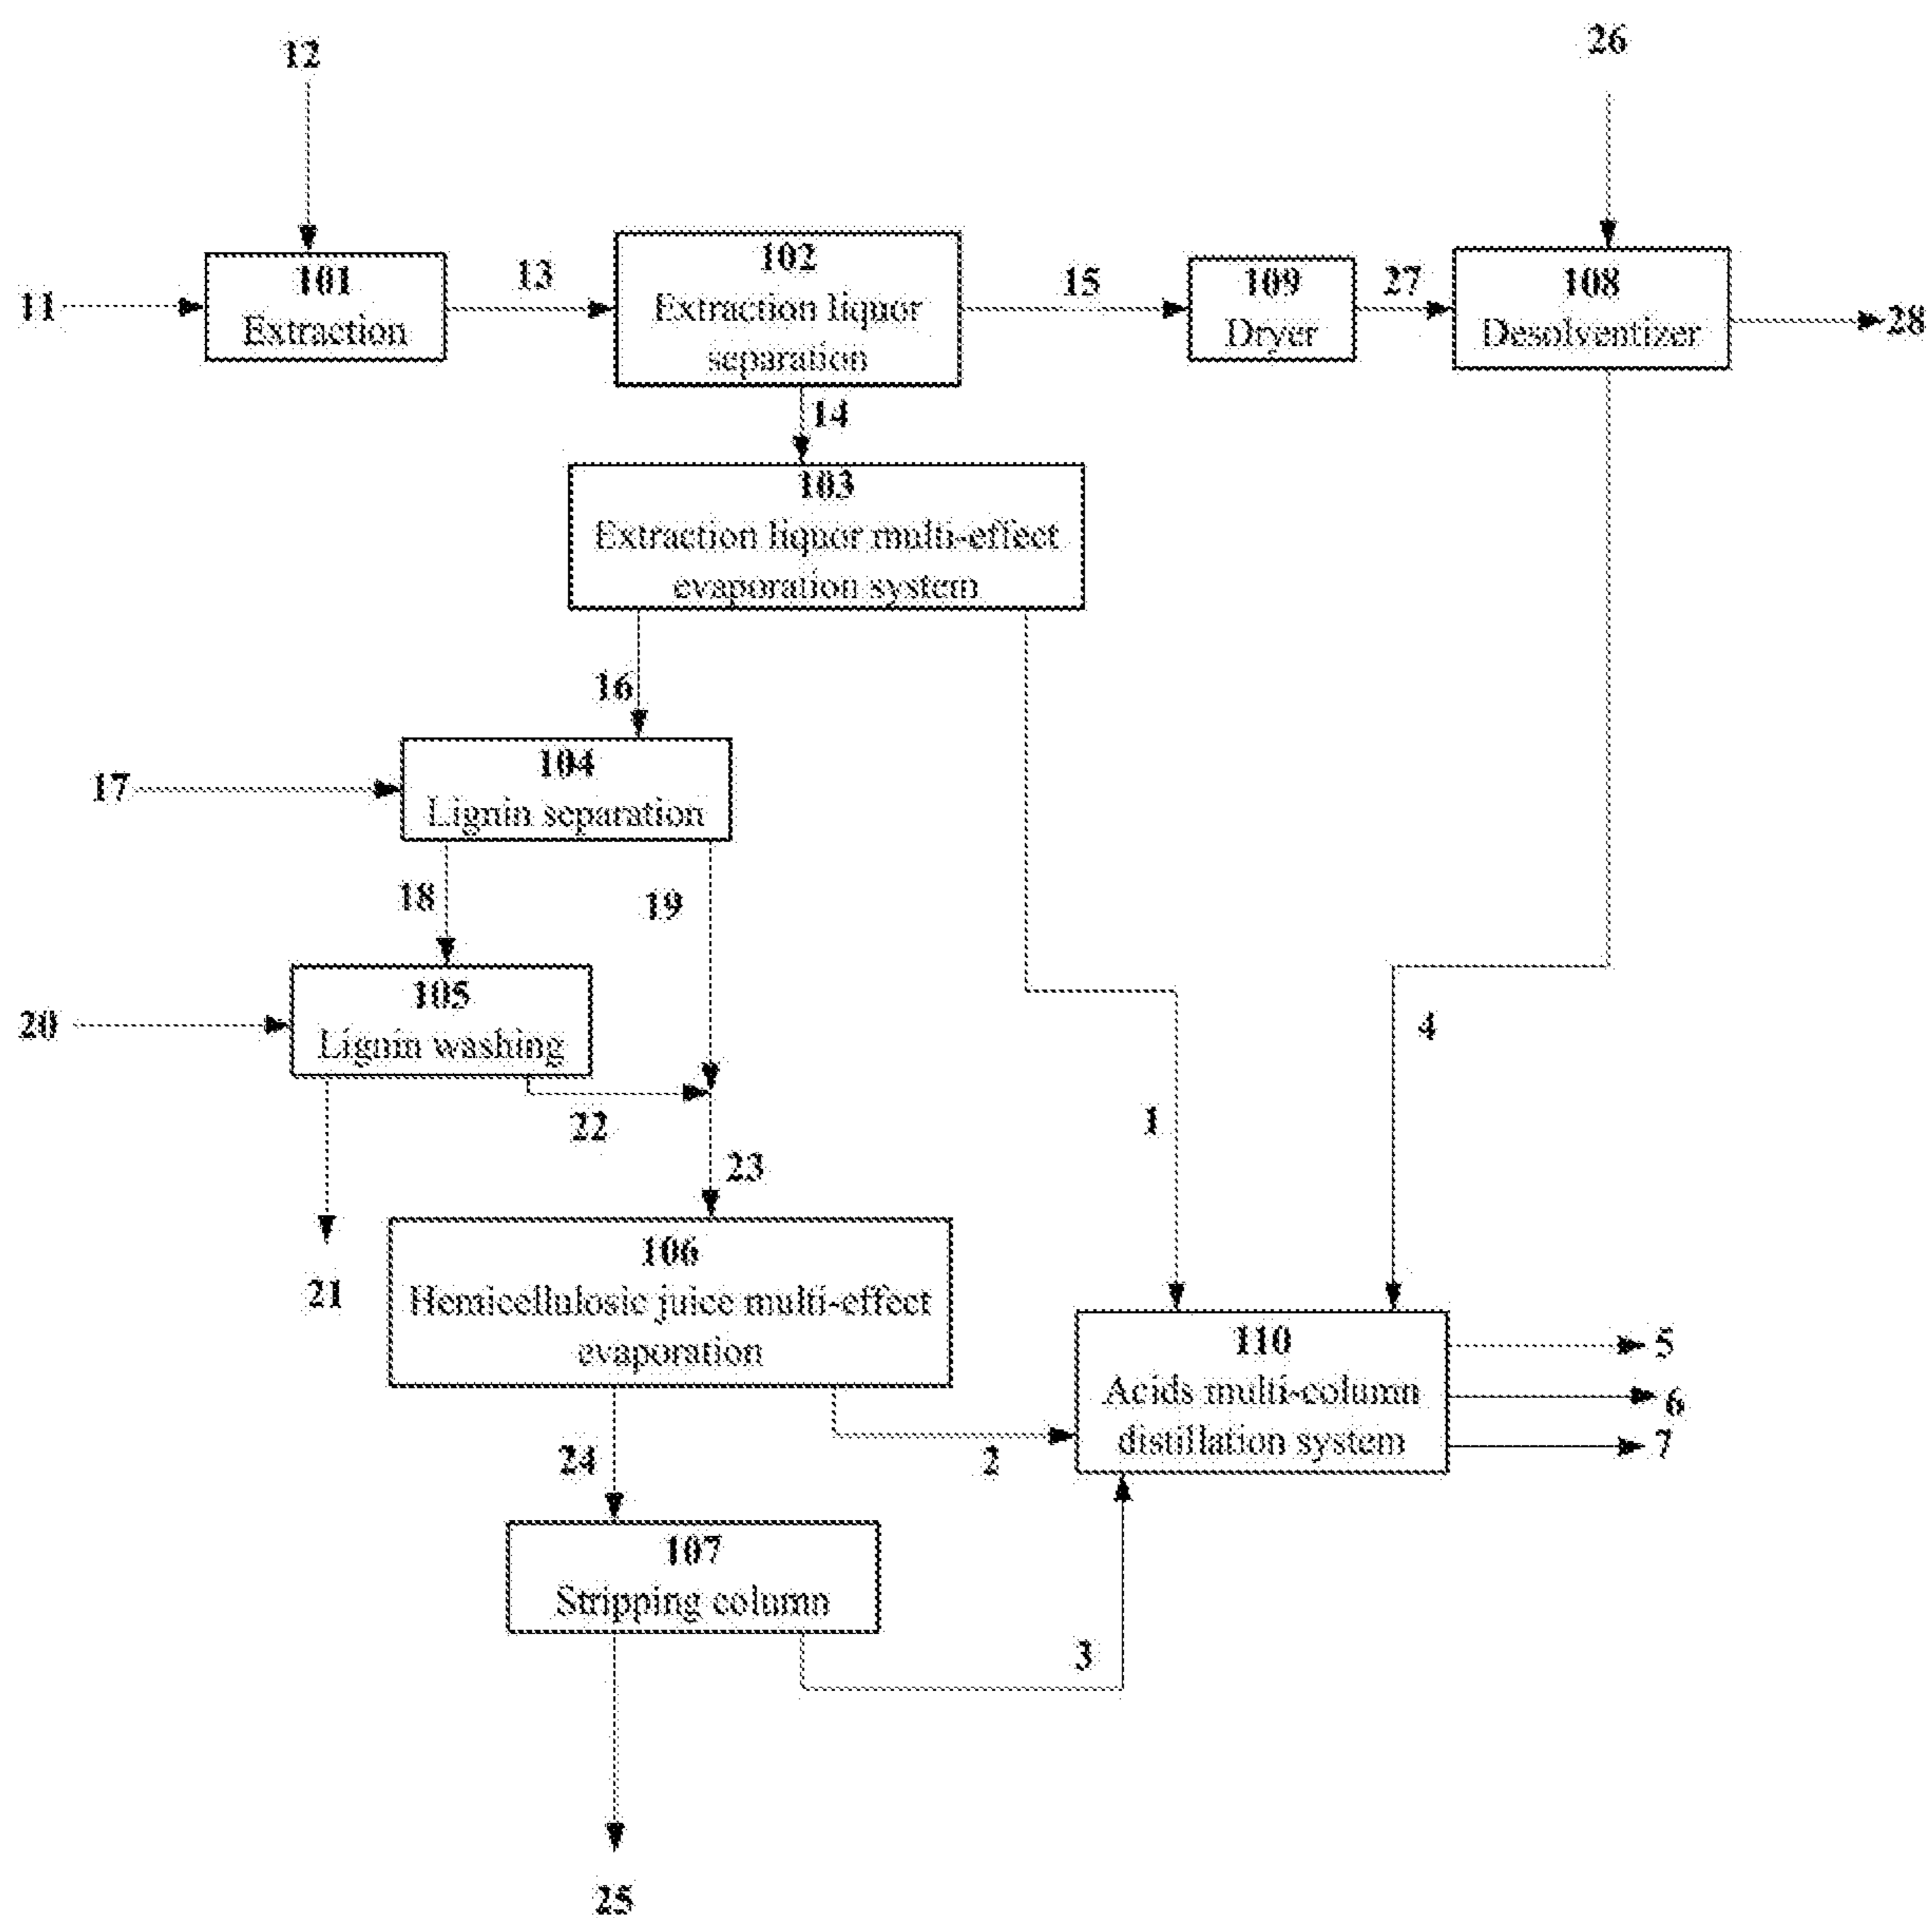 12
26
11
101
Extraction
13
102
Extraction liquor
separation
15
109
Dryer
27
108
Desolventizer
28
14
103
Extraction liquor multi-effect
evaporation system
16
17
104
Lignin separation
18
19
20
105
Lignin washing
22
1
4
23
21
106
Hemicellulosic juice multi-effect
evaporation
110
Acids multi-column
distillation system
5
6
7
24
2
107
Stripping column
3
25